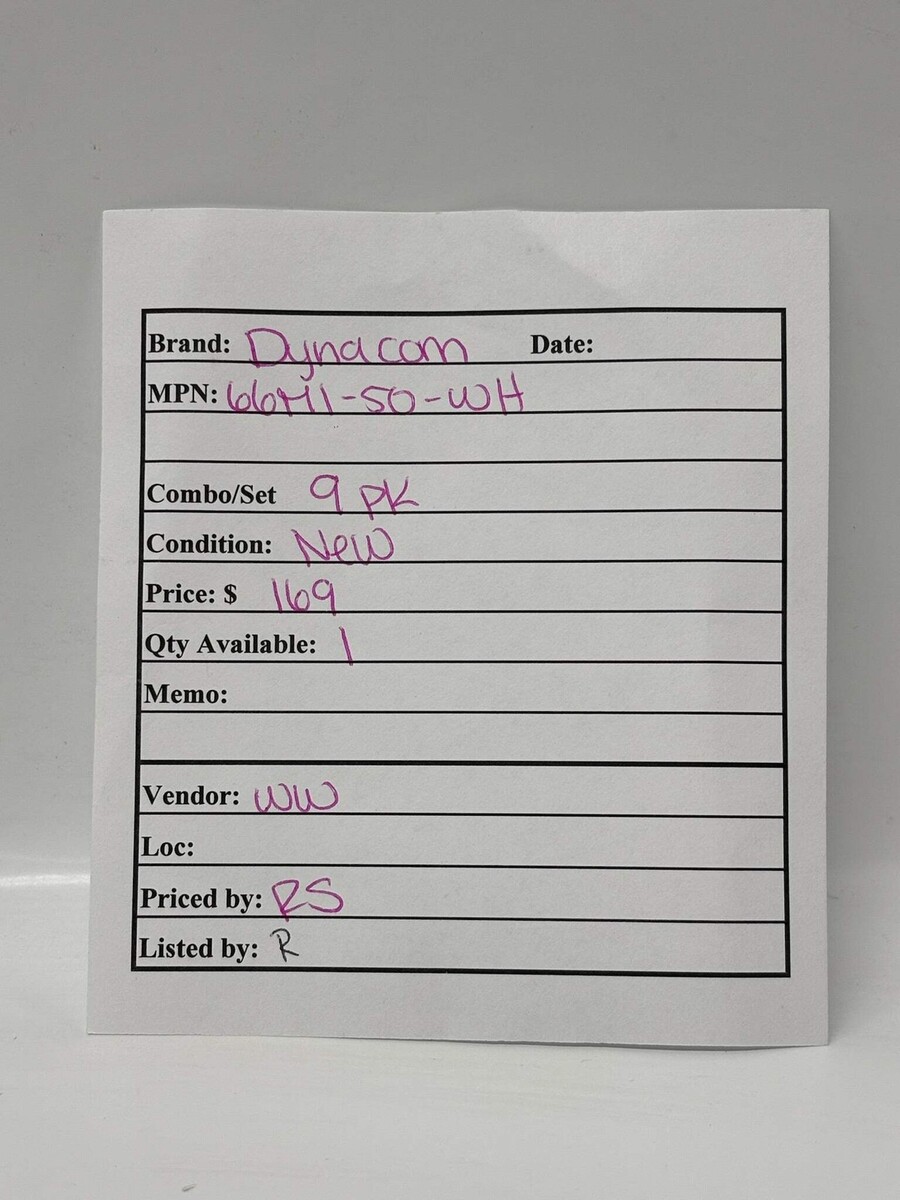 Brand: Dynacom Date:
MPN: 66M1-50-WH
Combo/Set 9 PK
Condition: New
Price: $ 169
Qty Available: 1
Memo:
Vendor: WW
Loc:
Priced by: RS
Listed by: R